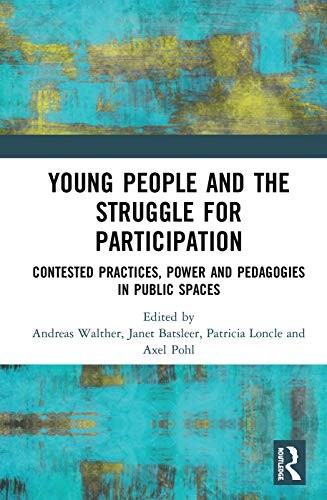 YOUNG PEOPLE AND THE
STRUGGLE FOR
PARTICIPATION
CONTESTED PRACTICES, POWER AND PEDAGOGIES
IN PUBLIC SPACES
Edited by
Andreas Walther, Janet Batsleer, Patricia Loncle and
Axel Pohl
ROUTLEDGE